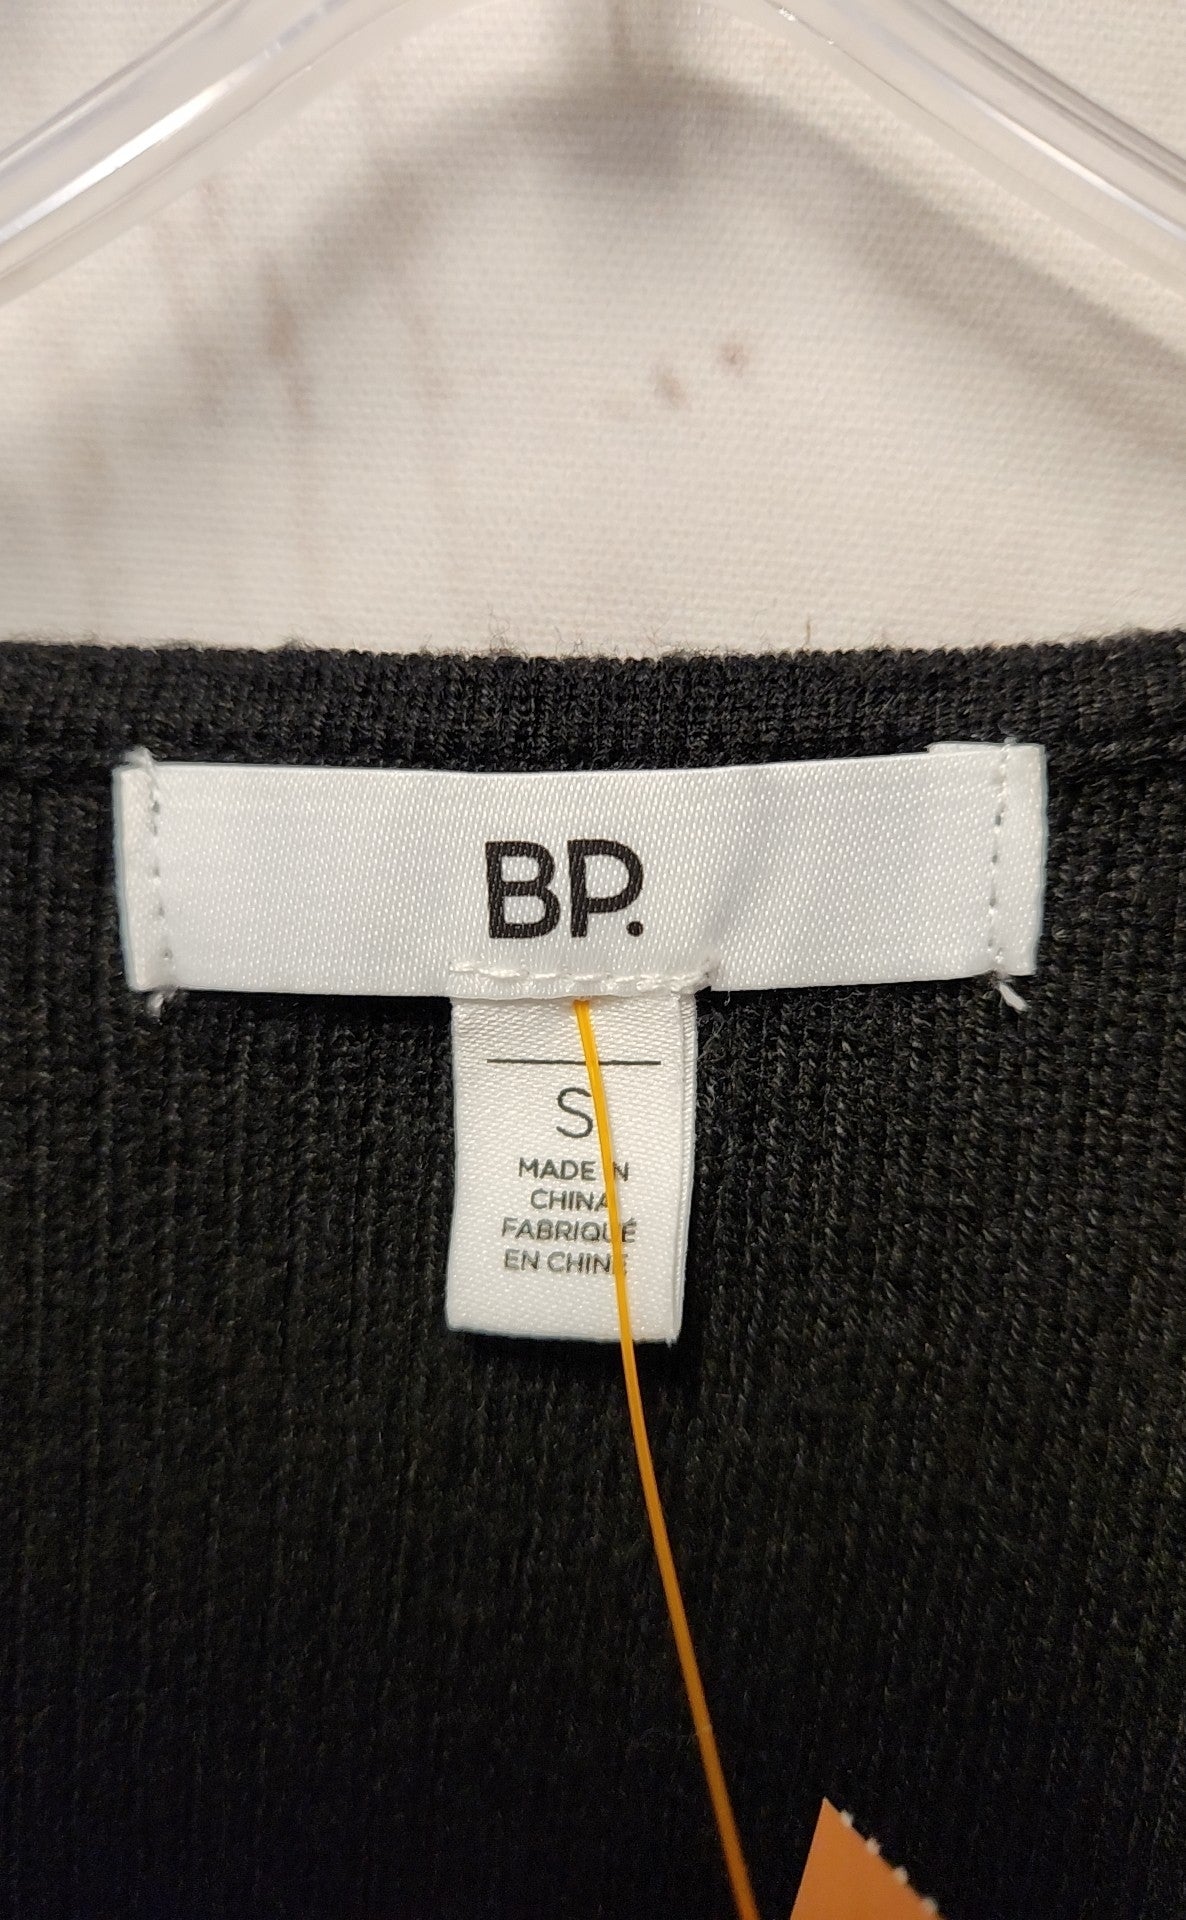 BP.
S
MADE IN
CHINA
FABRIQUÉ
EN CHINE